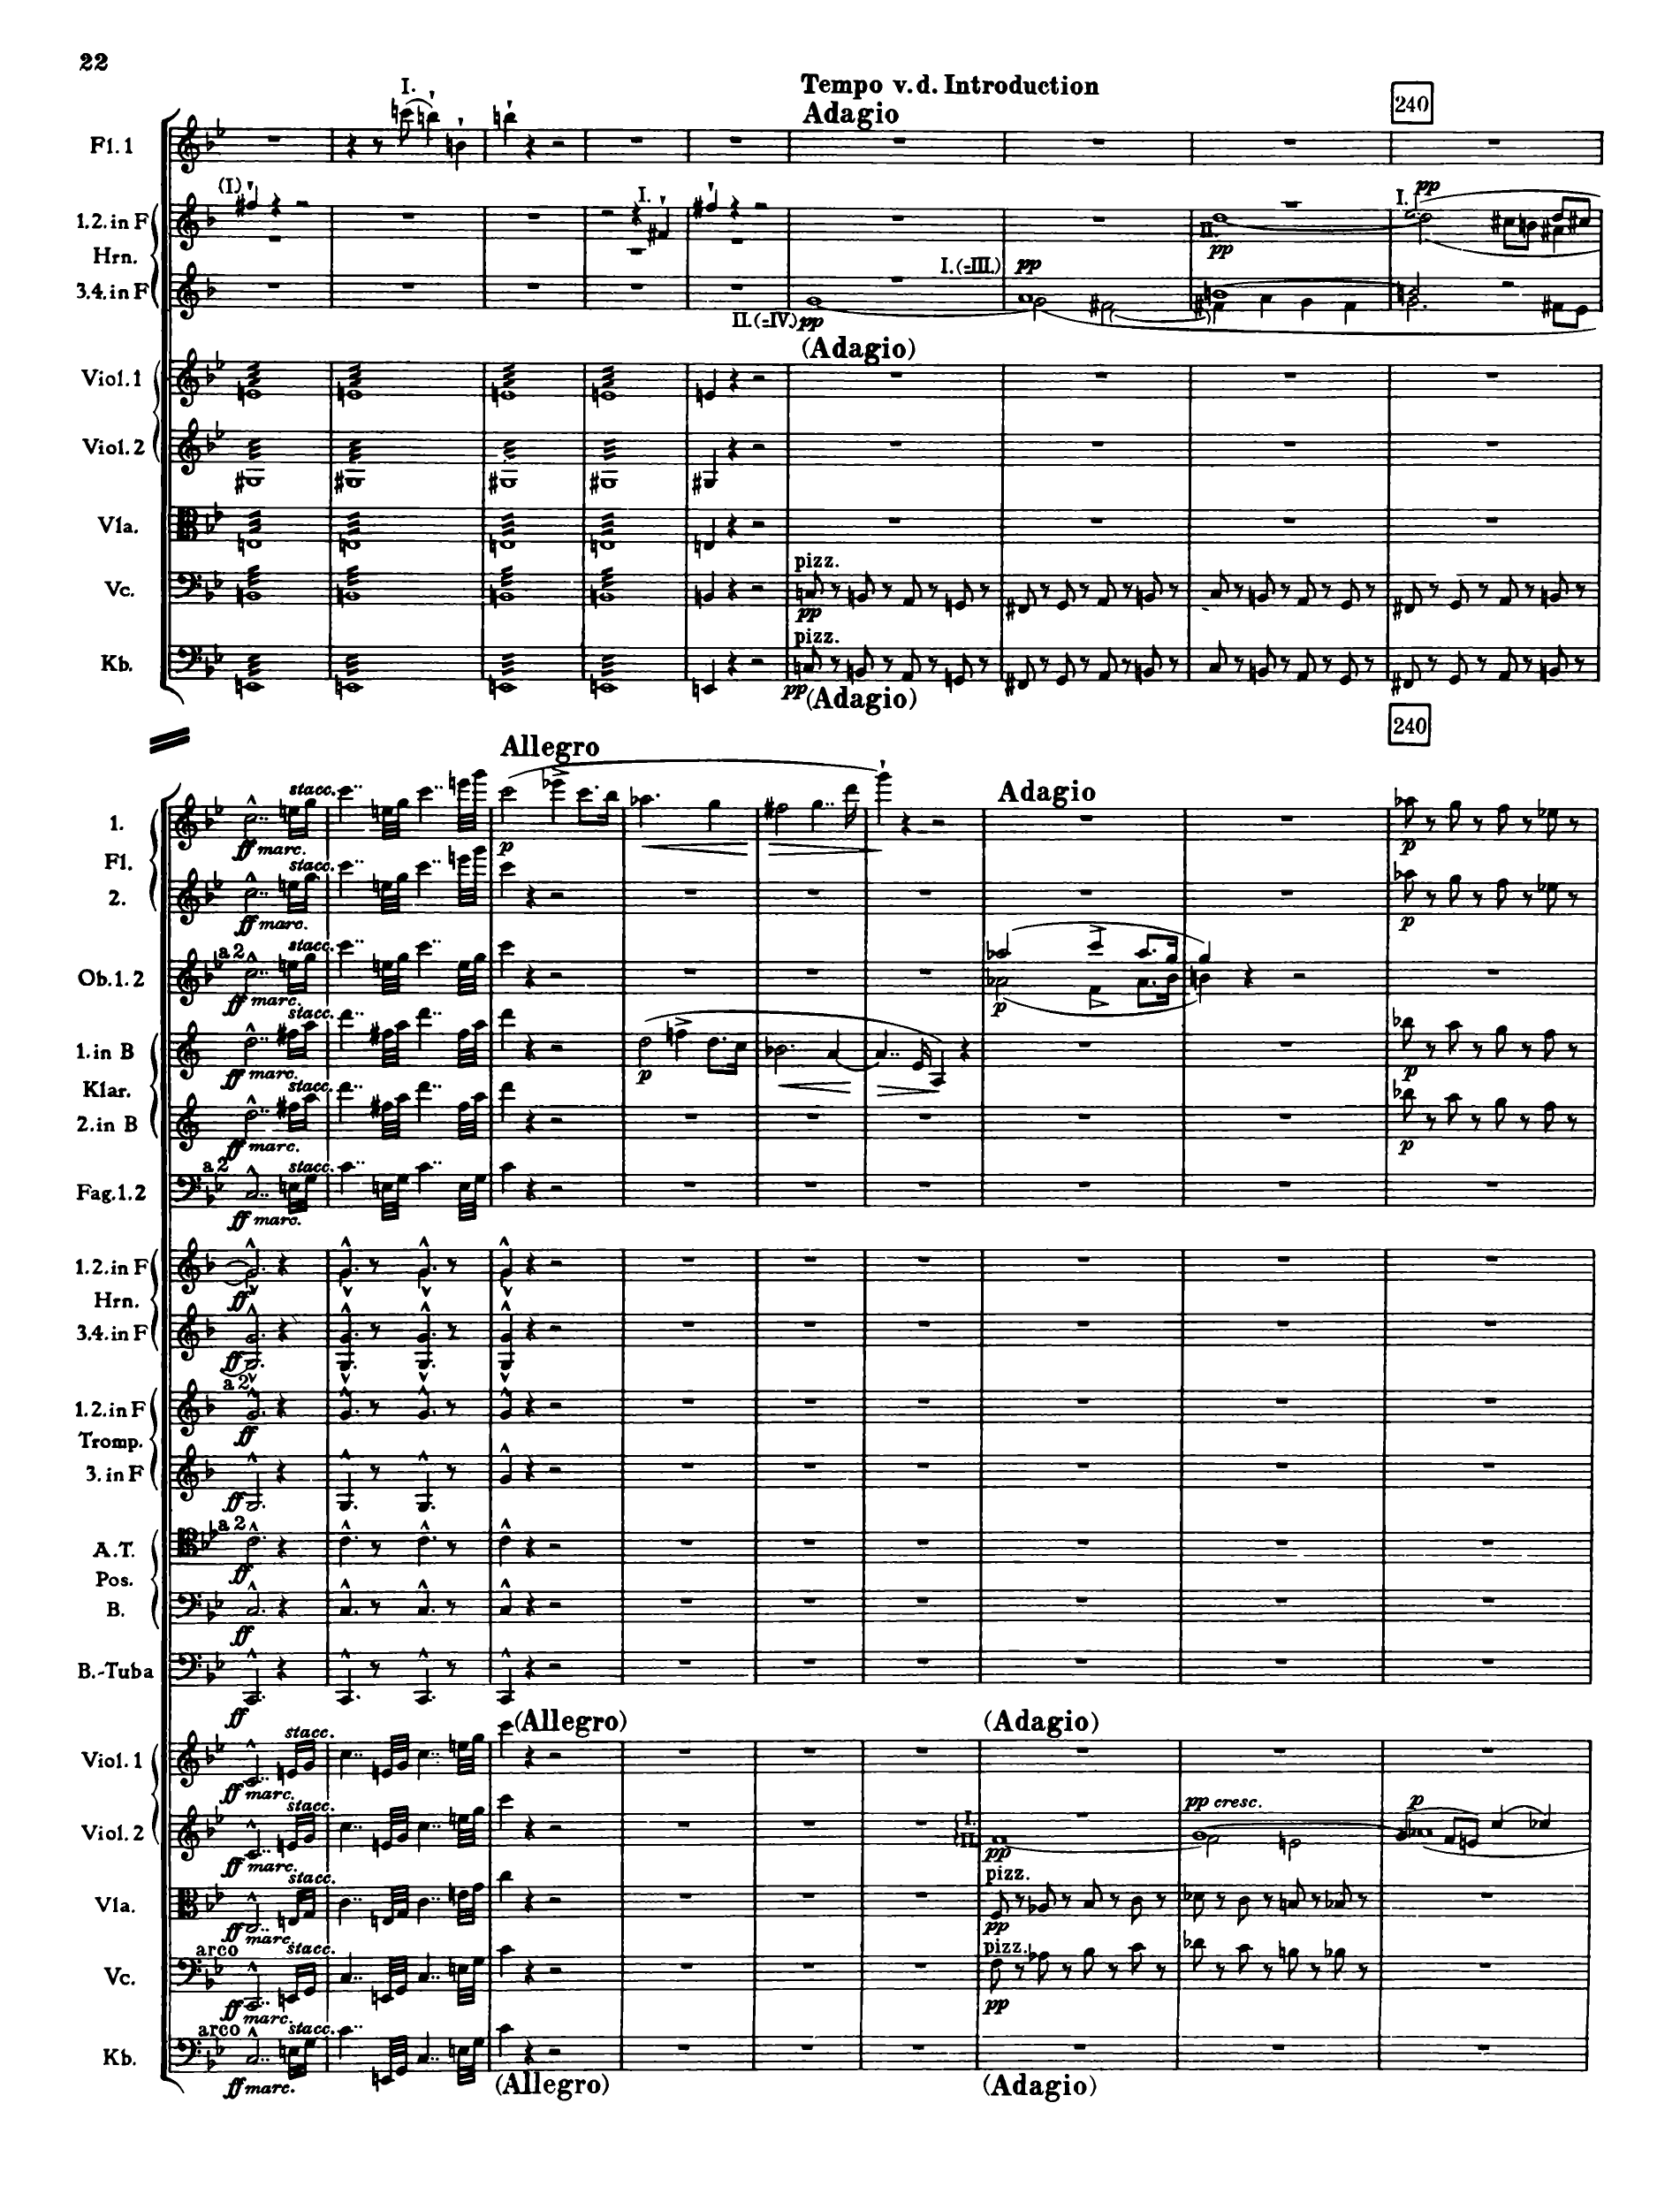 22
Tempo v. d. Introduction
Adagio
240
I.
Fl. 1
(I)
I.
I.
pp
1. 2. in F
Hrn.
II.
pp
I. (=III.)
pp
3. 4. in F
II. (=IV.) pp
(Adagio)
Viol. 1
Viol. 2
Vla.
pizz.
Vc.
pp
pizz.
Kb.
pp
(Adagio)
240
Allegro
Adagio
stacc.
1.
ff marc.
p
p
Fl.
stacc.
2.
ff marc.
p
a 2
stacc.
Ob. 1. 2
ff marc.
p
stacc.
1. in B
ff marc.
p
p
Klar.
stacc.
2. in B
ff marc.
p
a 2
stacc.
Fag. 1. 2
ff marc.
1. 2. in F
ff
Hrn.
3. 4. in F
ff
a 2
1. 2. in F
ff
Tromp.
3. in F
ff
a 2
A. T.
ff
Pos.
B.
ff
B.-Tuba
ff
(Allegro)
(Adagio)
stacc.
Viol. 1
ff marc.
stacc.
pp cresc.
p
I.
Viol. 2
II.
ff marc.
pp
stacc.
pizz.
Vla.
ff marc.
pp
arco
stacc.
pizz.
Vc.
ff marc.
pp
arco
stacc.
Kb.
ff marc.
(Allegro)
(Adagio)